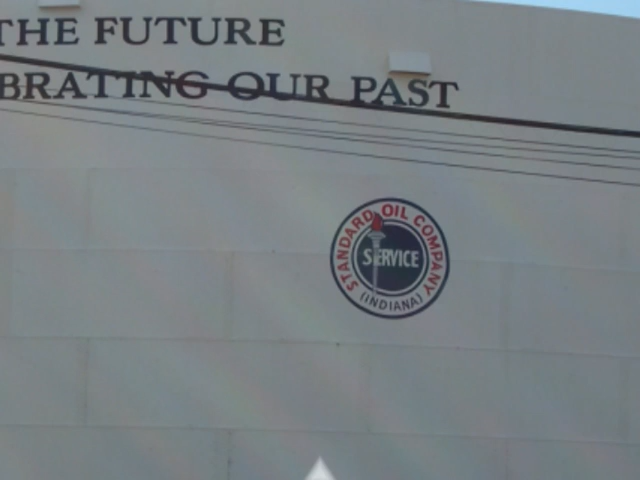 THE FUTURE
BRATING OUR PAST
STANDARD OIL COMPANY
SERVICE
(INDIANA)